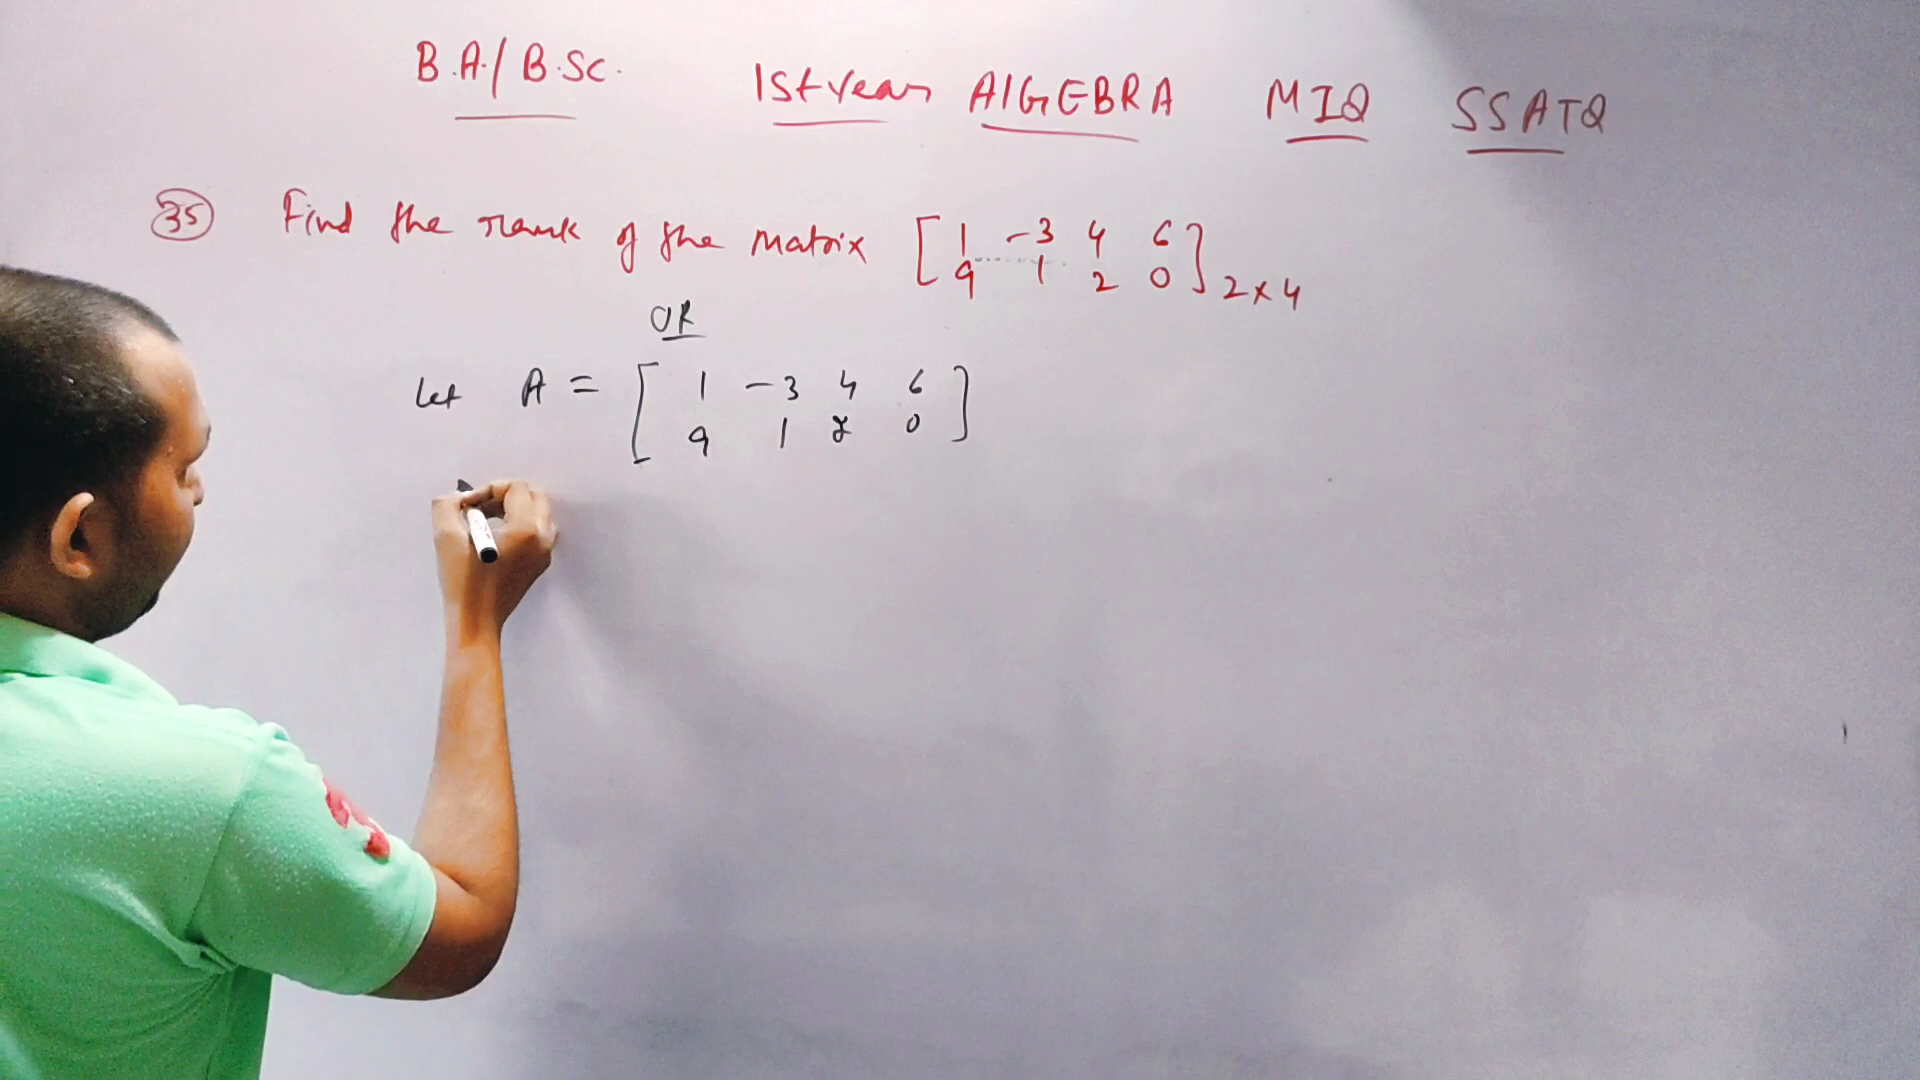 B.A./B.Sc. 1st year AlGEBRA MIQ SSATQ
35 Find the rank of the matrix [ 1 -3 4 6 ]
9 1 2 0 2×4
OR
Let A = [ 1 -3 4 6 ]
9 1 2 0